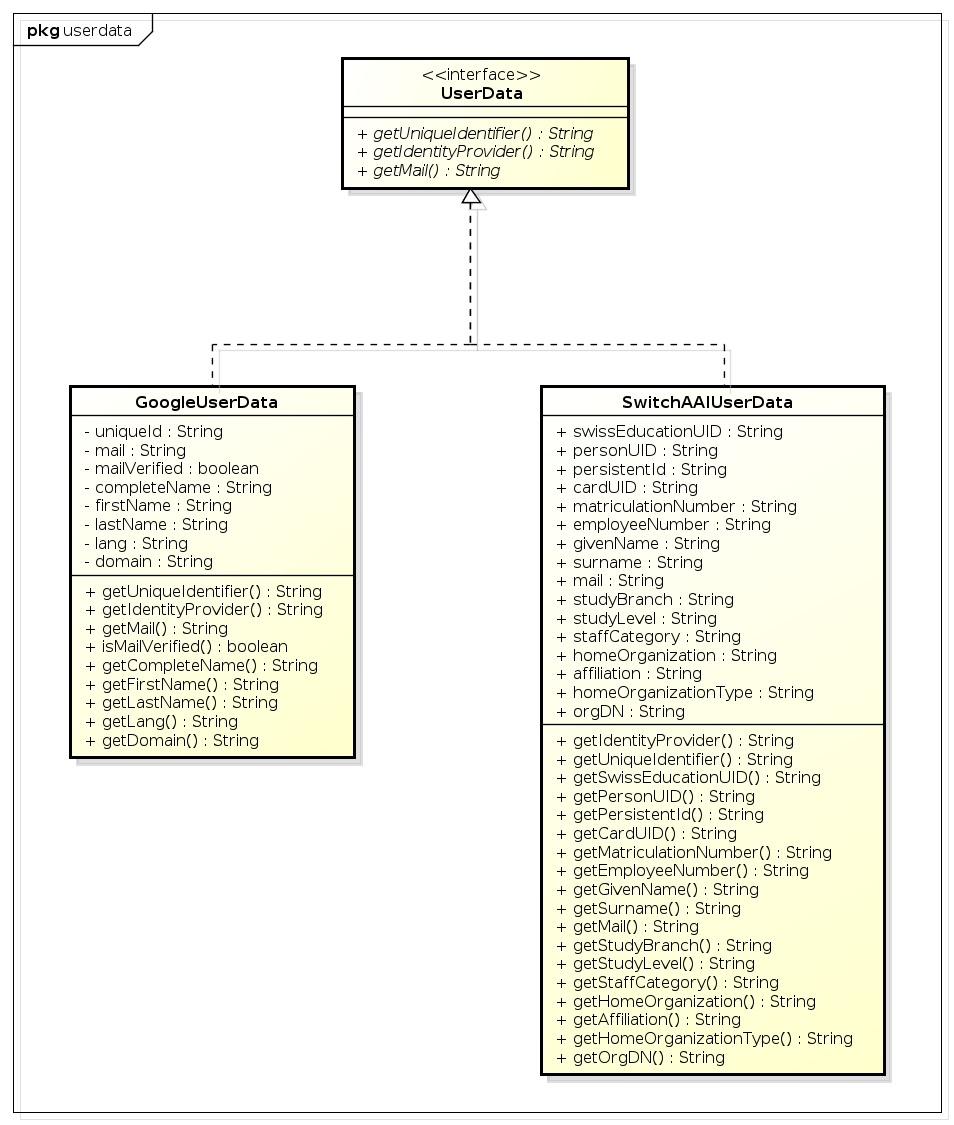 pkg userdata
<<interface>>
UserData
+ getUniqueIdentifier() : String
+ getIdentityProvider() : String
+ getMail() : String
GoogleUserData
- uniqueId : String
- mail : String
- mailVerified : boolean
- completeName : String
- firstName : String
- lastName : String
- lang : String
- domain : String
+ getUniqueIdentifier() : String
+ getIdentityProvider() : String
+ getMail() : String
+ isMailVerified() : boolean
+ getCompleteName() : String
+ getFirstName() : String
+ getLastName() : String
+ getLang() : String
+ getDomain() : String
SwitchAAIUserData
+ swissEducationUID : String
+ personUID : String
+ persistentId : String
+ cardUID : String
+ matriculationNumber : String
+ employeeNumber : String
+ givenName : String
+ surname : String
+ mail : String
+ studyBranch : String
+ studyLevel : String
+ staffCategory : String
+ homeOrganization : String
+ affiliation : String
+ homeOrganizationType : String
+ orgDN : String
+ getIdentityProvider() : String
+ getUniqueIdentifier() : String
+ getSwissEducationUID() : String
+ getPersonUID() : String
+ getPersistentId() : String
+ getCardUID() : String
+ getMatriculationNumber() : String
+ getEmployeeNumber() : String
+ getGivenName() : String
+ getSurname() : String
+ getMail() : String
+ getStudyBranch() : String
+ getStudyLevel() : String
+ getStaffCategory() : String
+ getHomeOrganization() : String
+ getAffiliation() : String
+ getHomeOrganizationType() : String
+ getOrgDN() : String